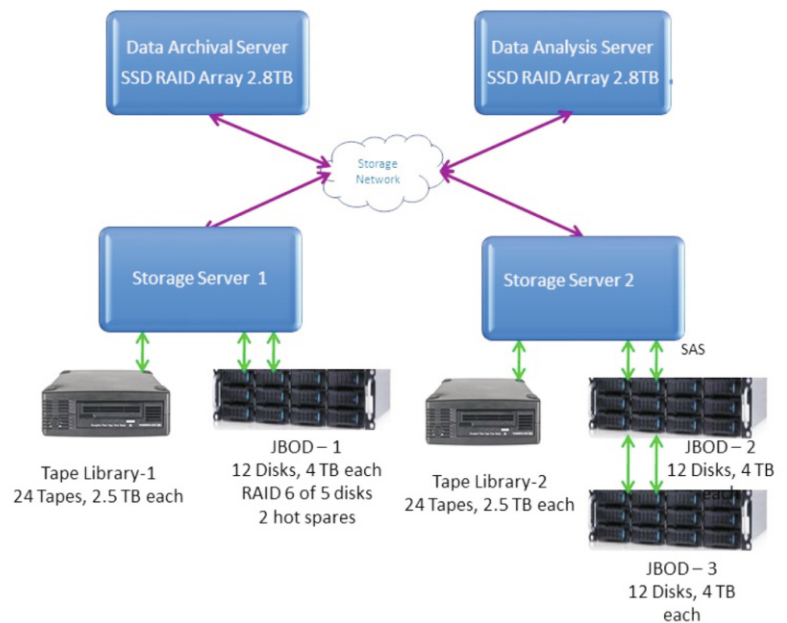 Data Archival Server
SSD RAID Array 2.8TB
Data Analysis Server
SSD RAID Array 2.8TB
Storage
Network
Storage Server 1
Storage Server 2
SAS
Tape Library-1
24 Tapes, 2.5 TB each
JBOD – 1
12 Disks, 4 TB each
RAID 6 of 5 disks
2 hot spares
Tape Library-2
24 Tapes, 2.5 TB each
JBOD – 2
12 Disks, 4 TB
each
JBOD – 3
12 Disks, 4 TB
each